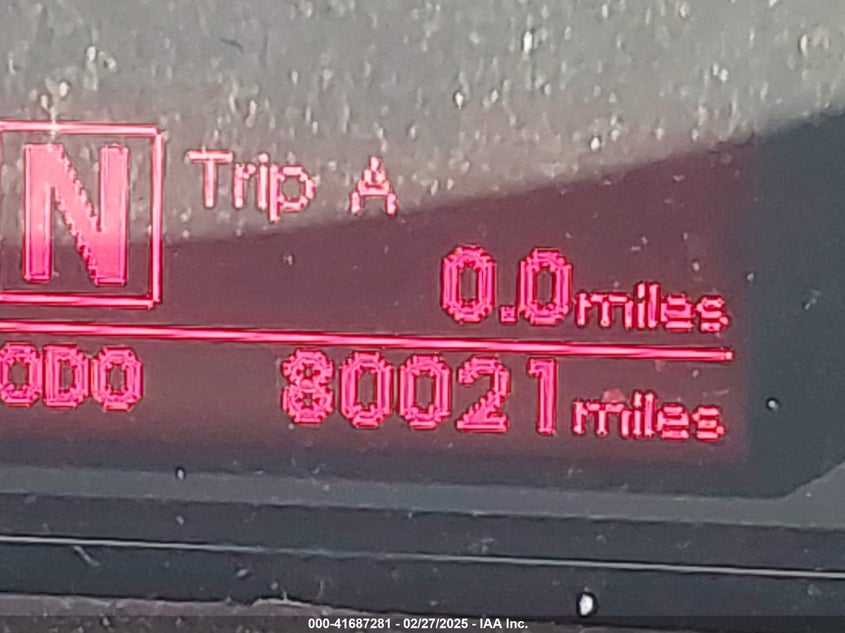 N
Trip A
0.0 miles
ODO 80021 miles
000-41687281 - 02/27/2025 - IAA Inc.